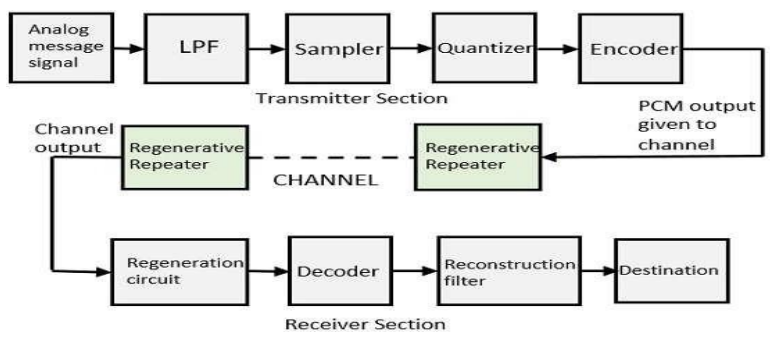 Analog
message
signal
LPF
Sampler
Quantizer
Encoder
Transmitter Section
PCM output
given to
channel
Channel
output
Regenerative
Repeater
CHANNEL
Regenerative
Repeater
Regeneration
circuit
Decoder
Reconstruction
filter
Destination
Receiver Section